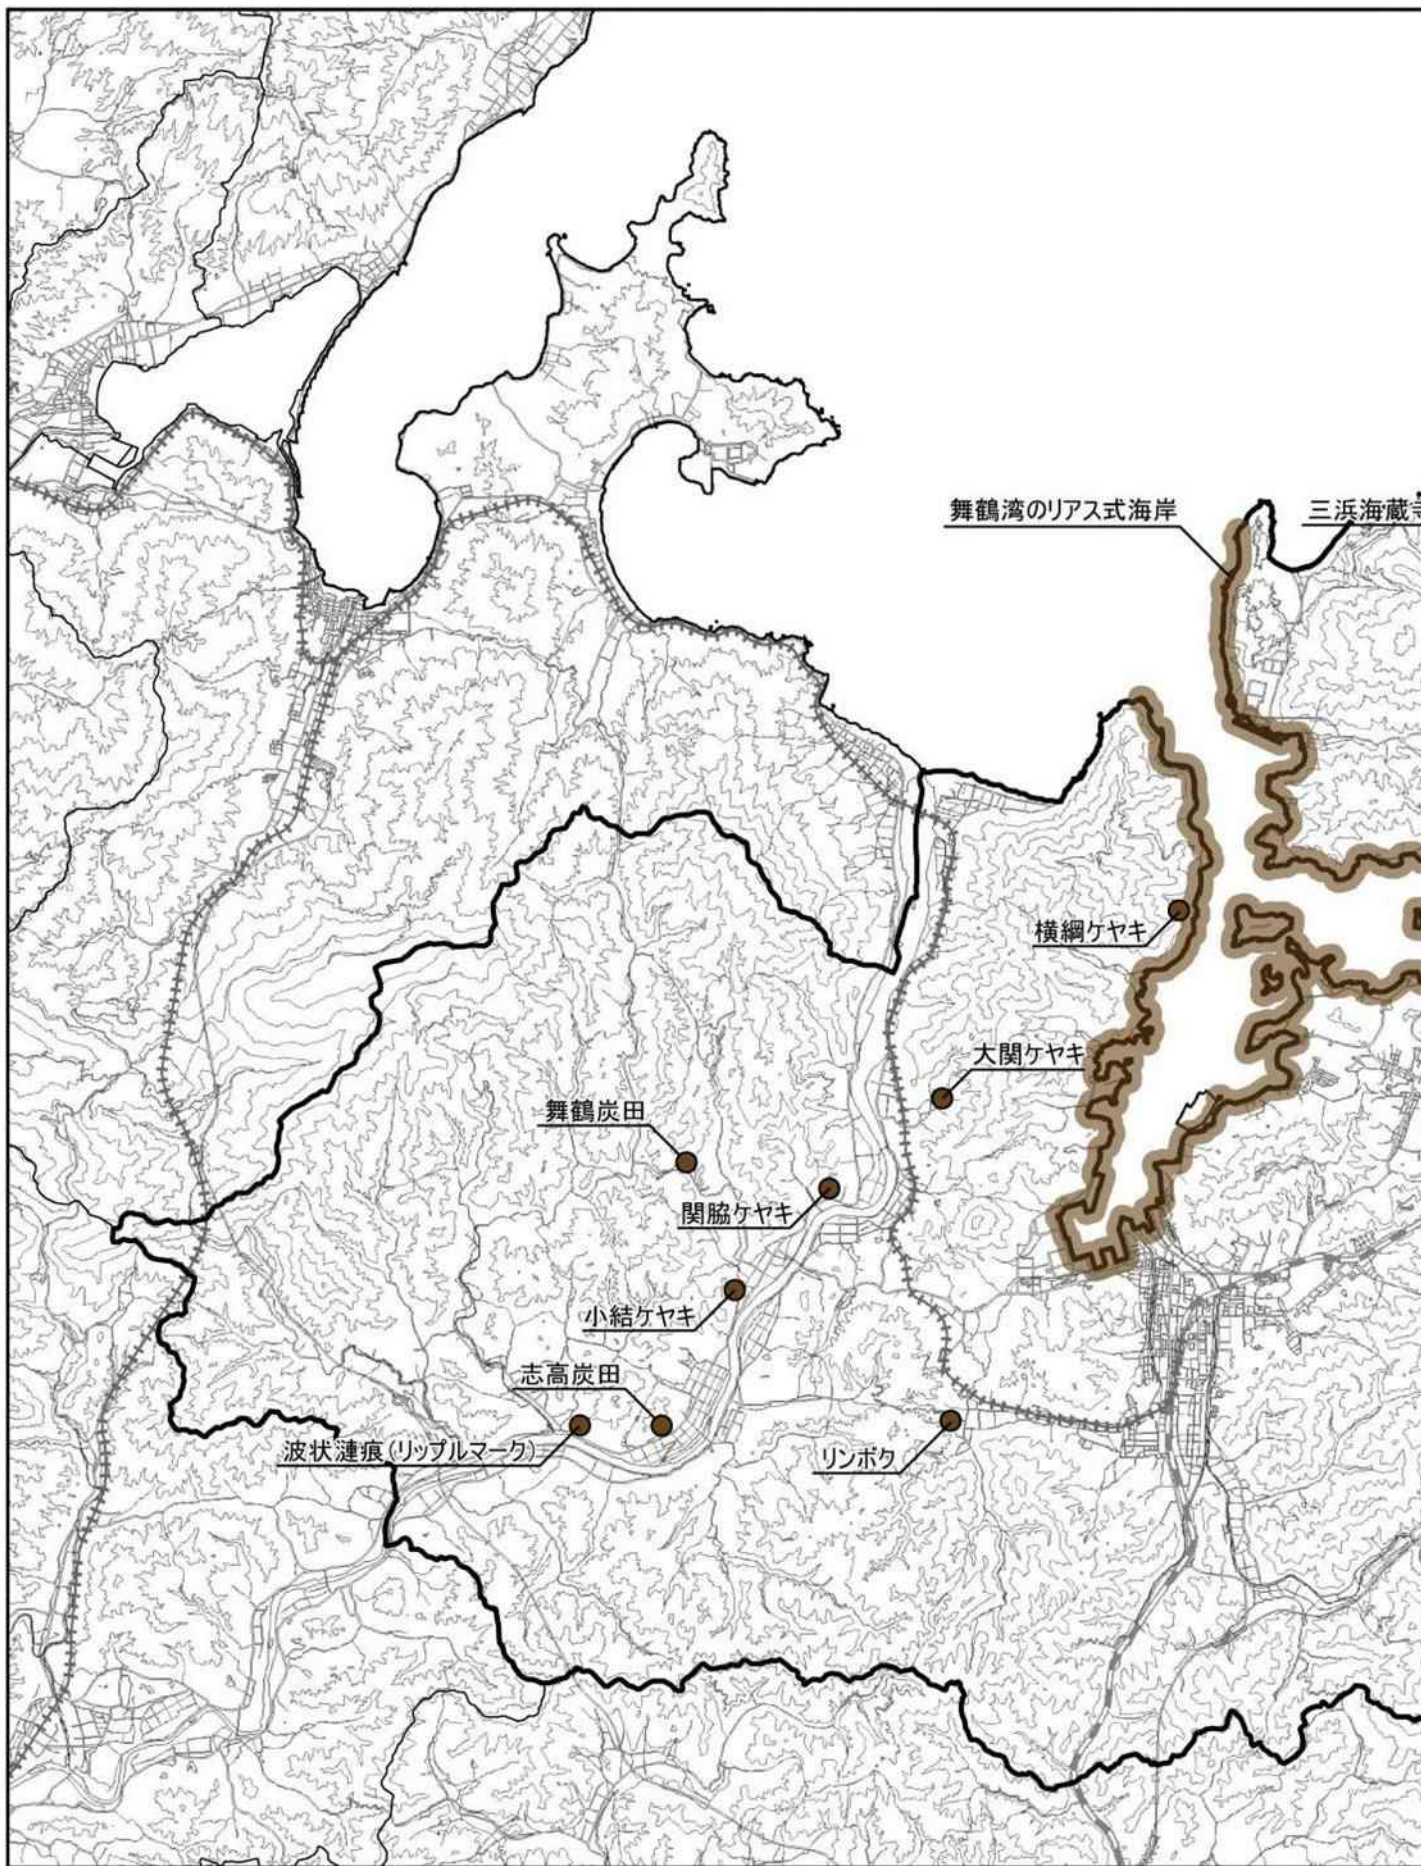 舞鶴湾のリアス式海岸
三浜海蔵寺
横綱ケヤキ
大関ケヤキ
舞鶴炭田
関脇ケヤキ
小結ケヤキ
志高炭田
波状漣痕(リップルマーク)
リンボク